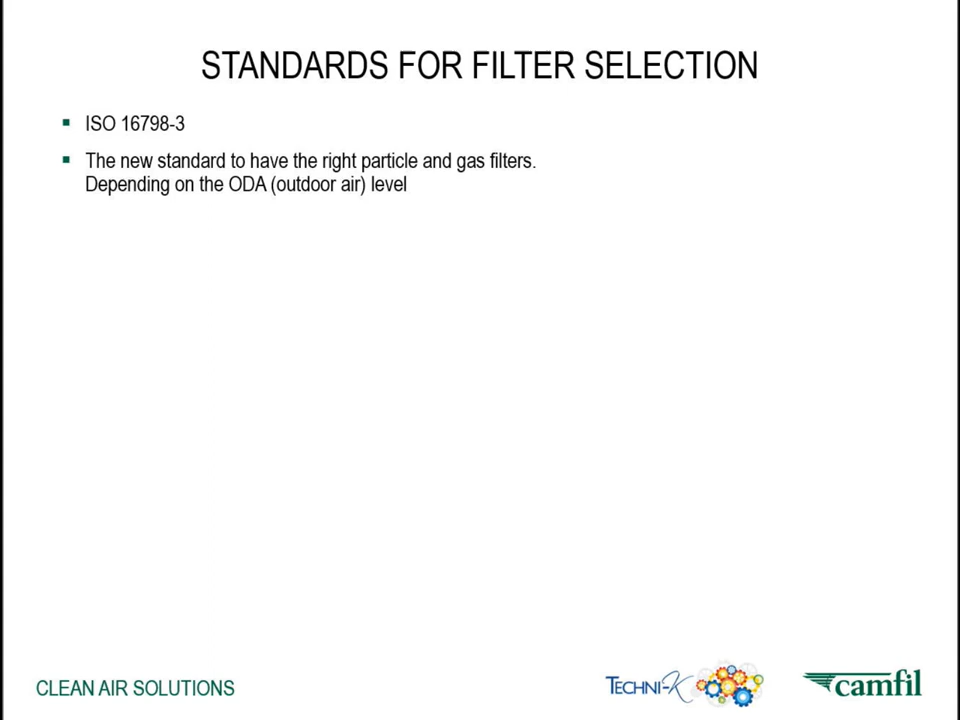 STANDARDS FOR FILTER SELECTION
▪ ISO 16798-3
▪ The new standard to have the right particle and gas filters.
Depending on the ODA (outdoor air) level
CLEAN AIR SOLUTIONS
TECHNI-K
camfil